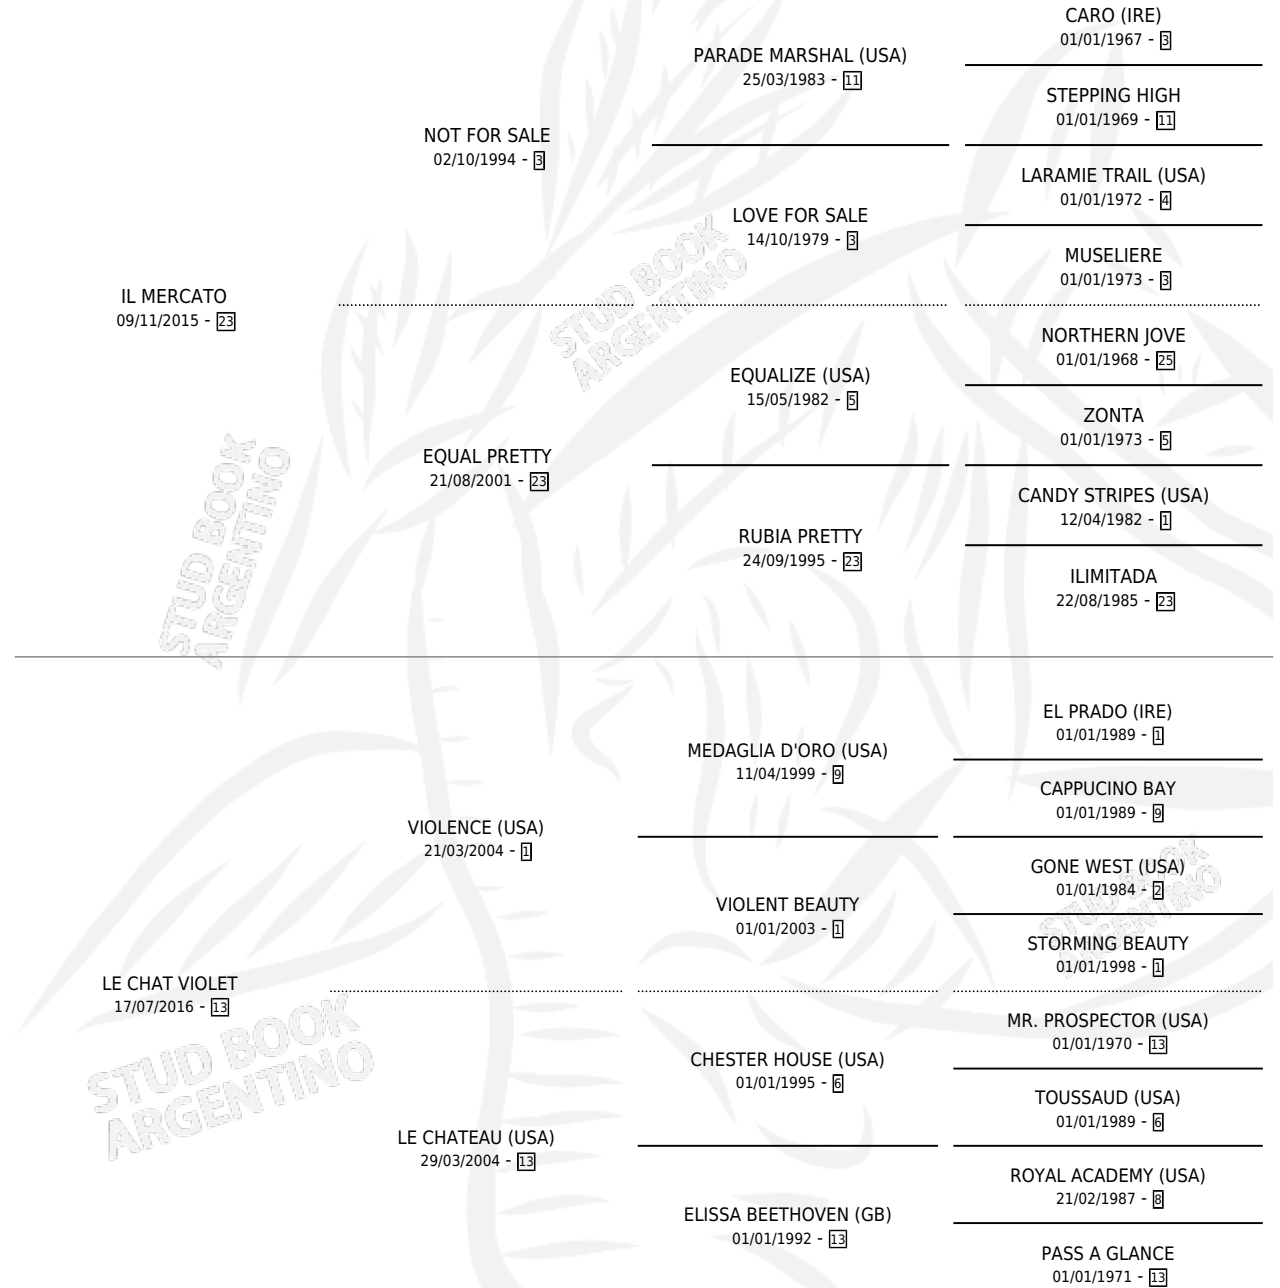 CARO (IRE)
01/01/1967 - 3
PARADE MARSHAL (USA)
25/03/1983 - 11
STEPPING HIGH
01/01/1969 - 11
NOT FOR SALE
02/10/1994 - 3
LARAMIE TRAIL (USA)
01/01/1972 - 4
LOVE FOR SALE
14/10/1979 - 3
MUSELIERE
01/01/1973 - 3
IL MERCATO
09/11/2015 - 23
NORTHERN JOVE
01/01/1968 - 25
EQUALIZE (USA)
15/05/1982 - 5
ZONTA
01/01/1973 - 5
EQUAL PRETTY
21/08/2001 - 23
CANDY STRIPES (USA)
12/04/1982 - 1
RUBIA PRETTY
24/09/1995 - 23
ILIMITADA
22/08/1985 - 23
STUD BOOK
ARGENTINO
STUD BOOK
ARGENTINO
EL PRADO (IRE)
01/01/1989 - 1
MEDAGLIA D'ORO (USA)
11/04/1999 - 9
CAPPUCINO BAY
01/01/1989 - 9
VIOLENCE (USA)
21/03/2004 - 1
GONE WEST (USA)
01/01/1984 - 2
VIOLENT BEAUTY
01/01/2003 - 1
STORMING BEAUTY
01/01/1998 - 1
LE CHAT VIOLET
17/07/2016 - 13
MR. PROSPECTOR (USA)
01/01/1970 - 13
CHESTER HOUSE (USA)
01/01/1995 - 6
TOUSSAUD (USA)
01/01/1989 - 6
LE CHATEAU (USA)
29/03/2004 - 13
ROYAL ACADEMY (USA)
21/02/1987 - 8
ELISSA BEETHOVEN (GB)
01/01/1992 - 13
PASS A GLANCE
01/01/1971 - 13
STUD BOOK
ARGENTINO
STUD BOOK
ARGENTINO